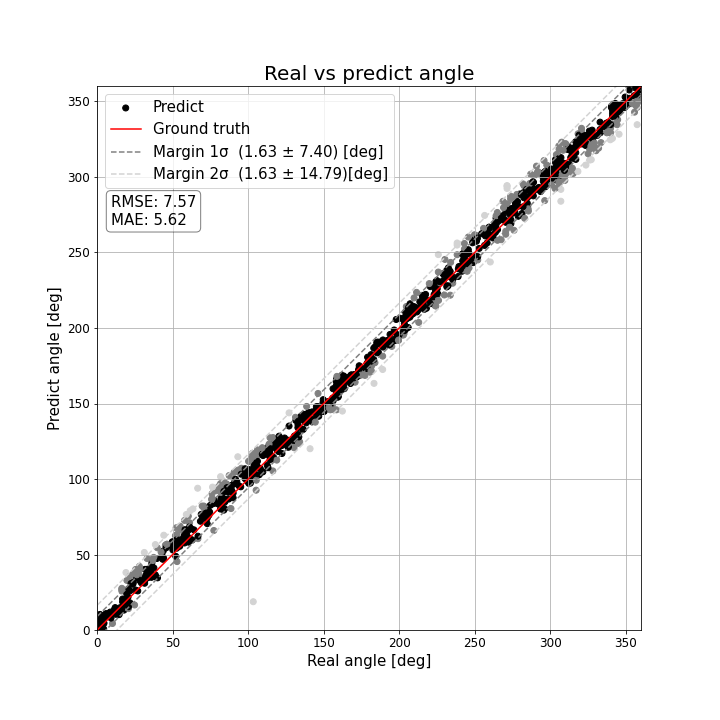 Real vs predict angle
350
300
250
200
150
100
50
0
Predict angle [deg]
Predict
Ground truth
Margin 1σ  (1.63 ± 7.40) [deg]
Margin 2σ  (1.63 ± 14.79)[deg]
RMSE: 7.57
MAE: 5.62
0 50 100 150 200 250 300 350
Real angle [deg]